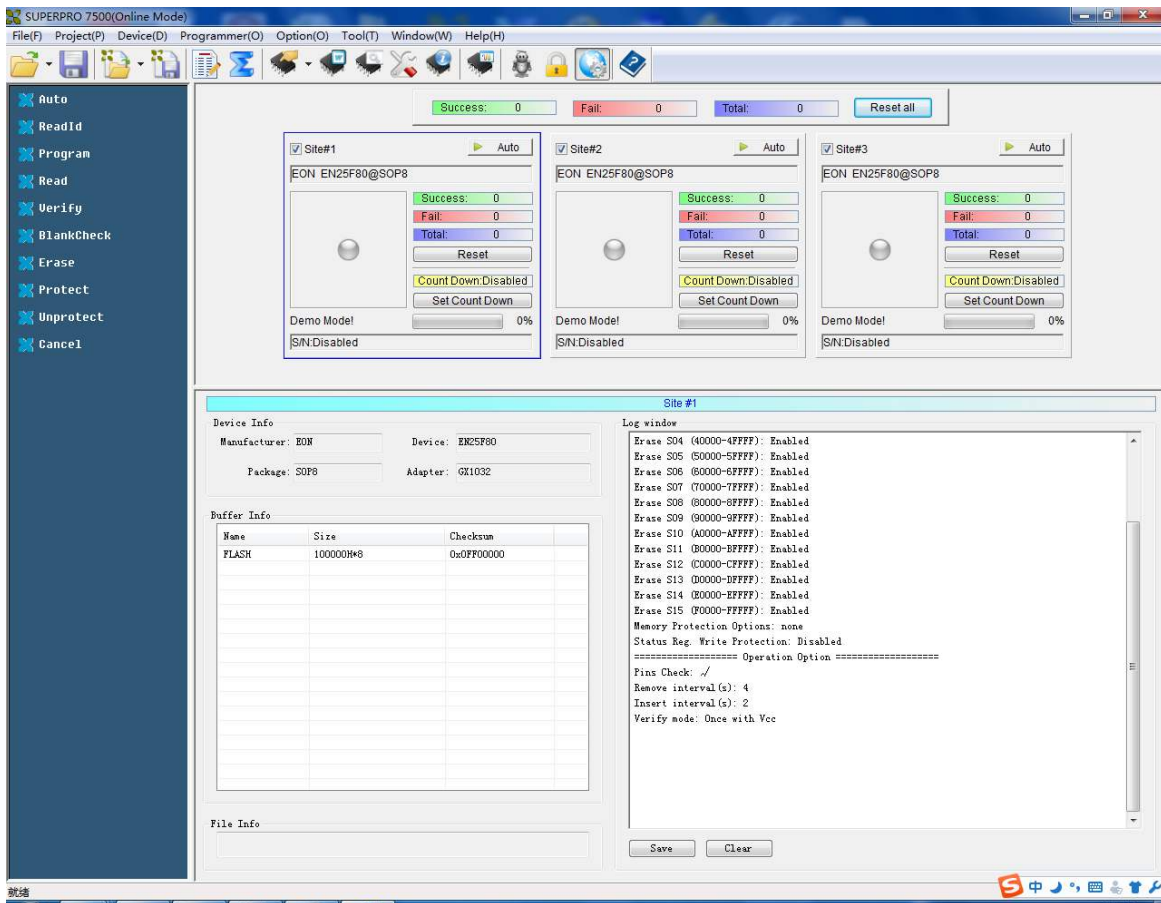 SUPERPRO 7500(Online Mode)
File(F) Project(P) Device(D) Programmer(O) Option(O) Tool(T) Window(W) Help(H)
Auto
ReadId
Program
Read
Verify
BlankCheck
Erase
Protect
Unprotect
Cancel
Success: 0 Fail: 0 Total: 0 Reset all
Site#1 Auto
EON EN25F80@SOP8
Success: 0
Fail: 0
Total: 0
Reset
Count Down:Disabled
Set Count Down
Demo Mode! 0%
S/N:Disabled
Site#2 Auto
EON EN25F80@SOP8
Success: 0
Fail: 0
Total: 0
Reset
Count Down:Disabled
Set Count Down
Demo Mode! 0%
S/N:Disabled
Site#3 Auto
EON EN25F80@SOP8
Success: 0
Fail: 0
Total: 0
Reset
Count Down:Disabled
Set Count Down
Demo Mode! 0%
S/N:Disabled
Site #1
Device Info
Manufacturer: EON Device: EN25F80
Package: SOP8 Adapter: GX1032
Buffer Info
Name Size Checksum
FLASH 100000H*8 0x0FF00000
File Info
Log window
Erase S04 (40000-4FFFF): Enabled
Erase S05 (50000-5FFFF): Enabled
Erase S06 (60000-6FFFF): Enabled
Erase S07 (70000-7FFFF): Enabled
Erase S08 (80000-8FFFF): Enabled
Erase S09 (90000-9FFFF): Enabled
Erase S10 (A0000-AFFFF): Enabled
Erase S11 (B0000-BFFFF): Enabled
Erase S12 (C0000-CFFFF): Enabled
Erase S13 (D0000-DFFFF): Enabled
Erase S14 (E0000-EFFFF): Enabled
Erase S15 (F0000-FFFFF): Enabled
Memory Protection Options: none
Status Reg. Write Protection: Disabled
=================== Operation Option ===================
Pins Check: √
Remove interval(s): 4
Insert interval(s): 2
Verify mode: Once with Vcc
Save Clear
就绪
S 中